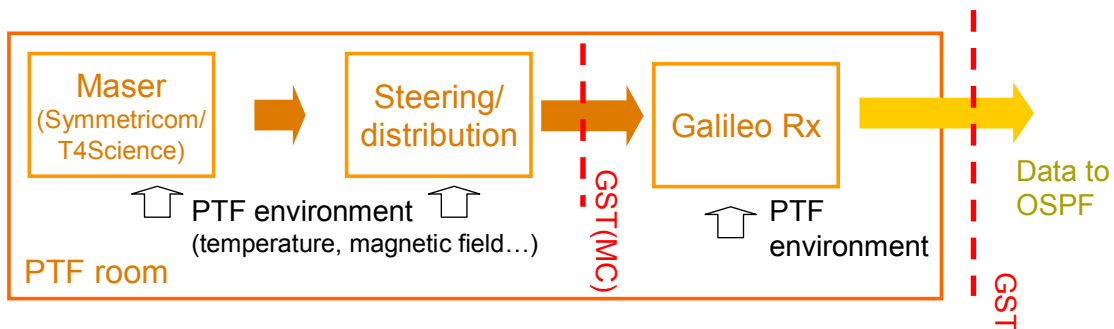 Maser
(Symmetricom/
T4Science)
Steering/
distribution
GST(MC)
Galileo Rx
Data to
OSPF
PTF environment
(temperature, magnetic field…)
PTF
environment
PTF room
GST